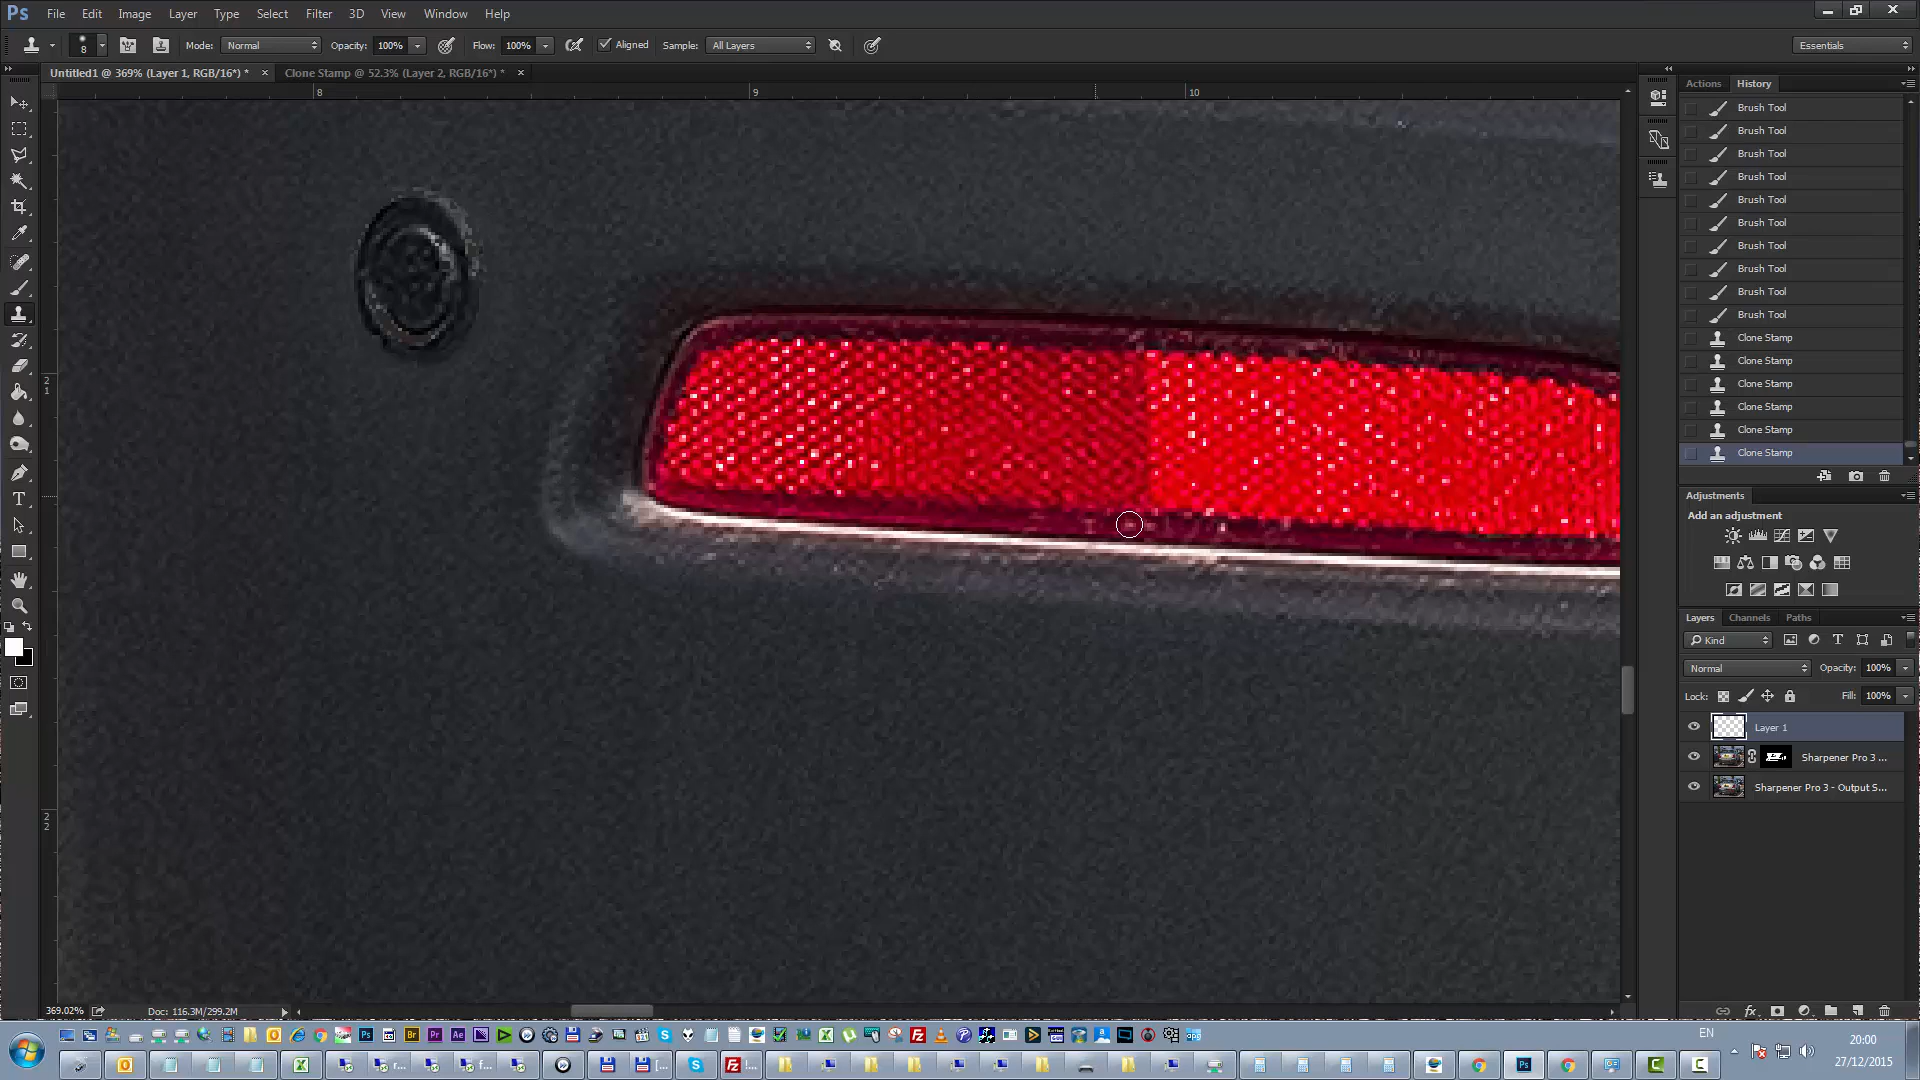 Ps File Edit Image Layer Type Select Filter 3D View Window Help
8 Mode: Normal Opacity: 100% Flow: 100% Aligned Sample: All Layers Essentials
Untitled1 @ 369% (Layer 1, RGB/16*) * × Clone Stamp @ 52.3% (Layer 2, RGB/16*) * ×
8 9 10
Actions History
Brush Tool
Brush Tool
Brush Tool
Brush Tool
Brush Tool
Brush Tool
Brush Tool
Brush Tool
Brush Tool
Brush Tool
Clone Stamp
Clone Stamp
Clone Stamp
Clone Stamp
Clone Stamp
Clone Stamp
2
1
Adjustments
Add an adjustment
Layers Channels Paths
Kind
Normal Opacity: 100%
Lock: Fill: 100%
Layer 1
Sharpener Pro 3 ...
Sharpener Pro 3 - Output S...
2
2
369.02% Doc: 116.3M/299.2M
EN
20:00
27/12/2015